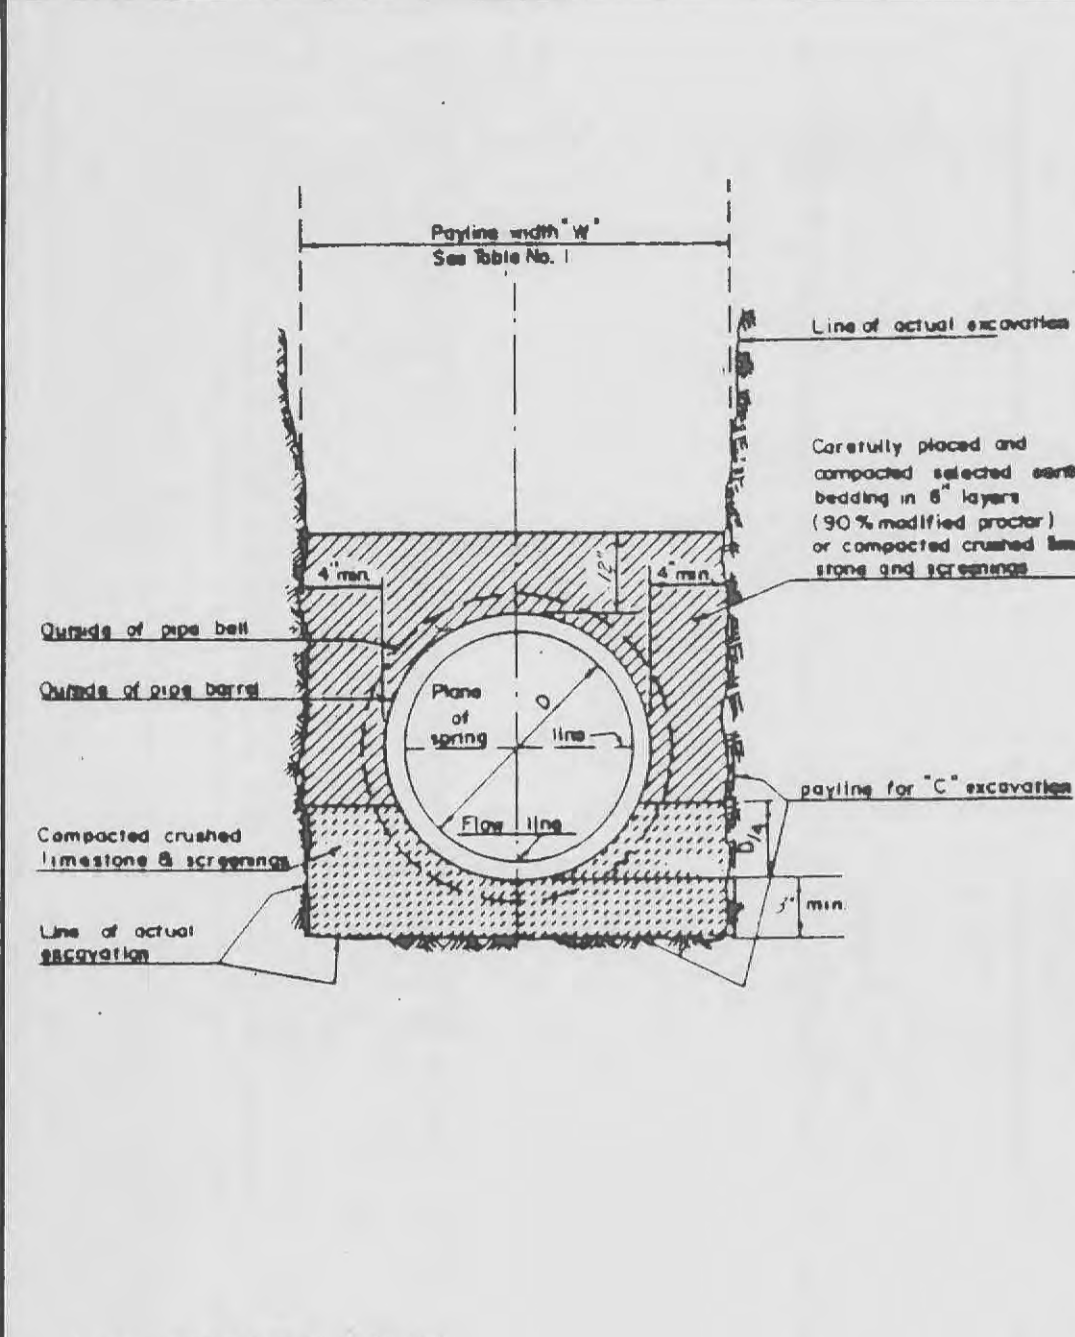 Payline width "W"
See Table No. 1
Line of actual excavation
Carefully placed and
compacted selected
bedding in 6" layers
(90% modified proctor)
or compacted crushed
stone and screenings
4" min.
12"
4" min.
Outside of pipe bell
Outside of pipe barrel
Plane
of
spring line
D
Flow line
payline for "C" excavation
D/4
3" min.
Compacted crushed
limestone & screenings
Line of actual
excavation